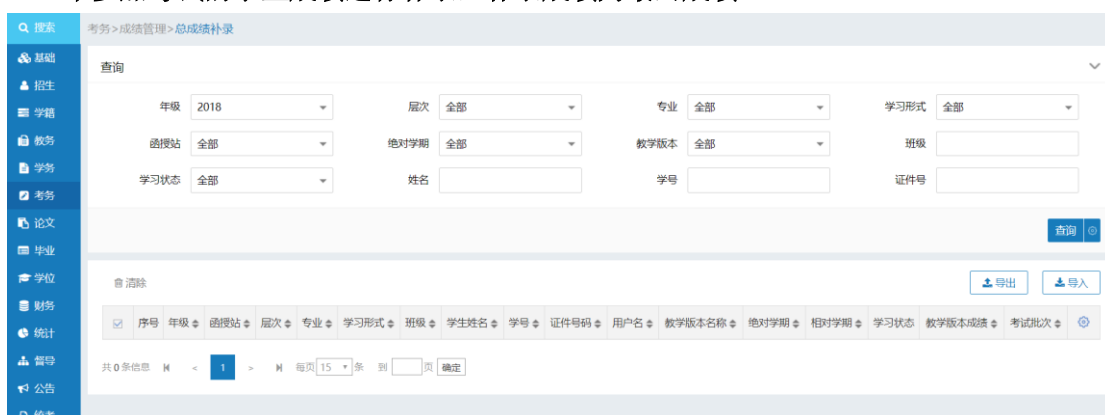 搜索
考务>成绩管理>总成绩补录
基础
招生
学籍
教务
学务
考务
论文
毕业
学位
财务
统计
督导
公告
查询
年级 2018 层次 全部 专业 全部 学习形式 全部
函授站 全部 绝对学期 全部 教学版本 全部 班级
学习状态 全部 姓名 学号 证件号
查询
清除 导出 导入
序号 年级 函授站 层次 专业 学习形式 班级 学生姓名 学号 证件号码 用户名 教学版本名称 绝对学期 相对学期 学习状态 教学版本成绩 考试批次
共0条信息 < 1 > 每页 15 条 到 页 确定